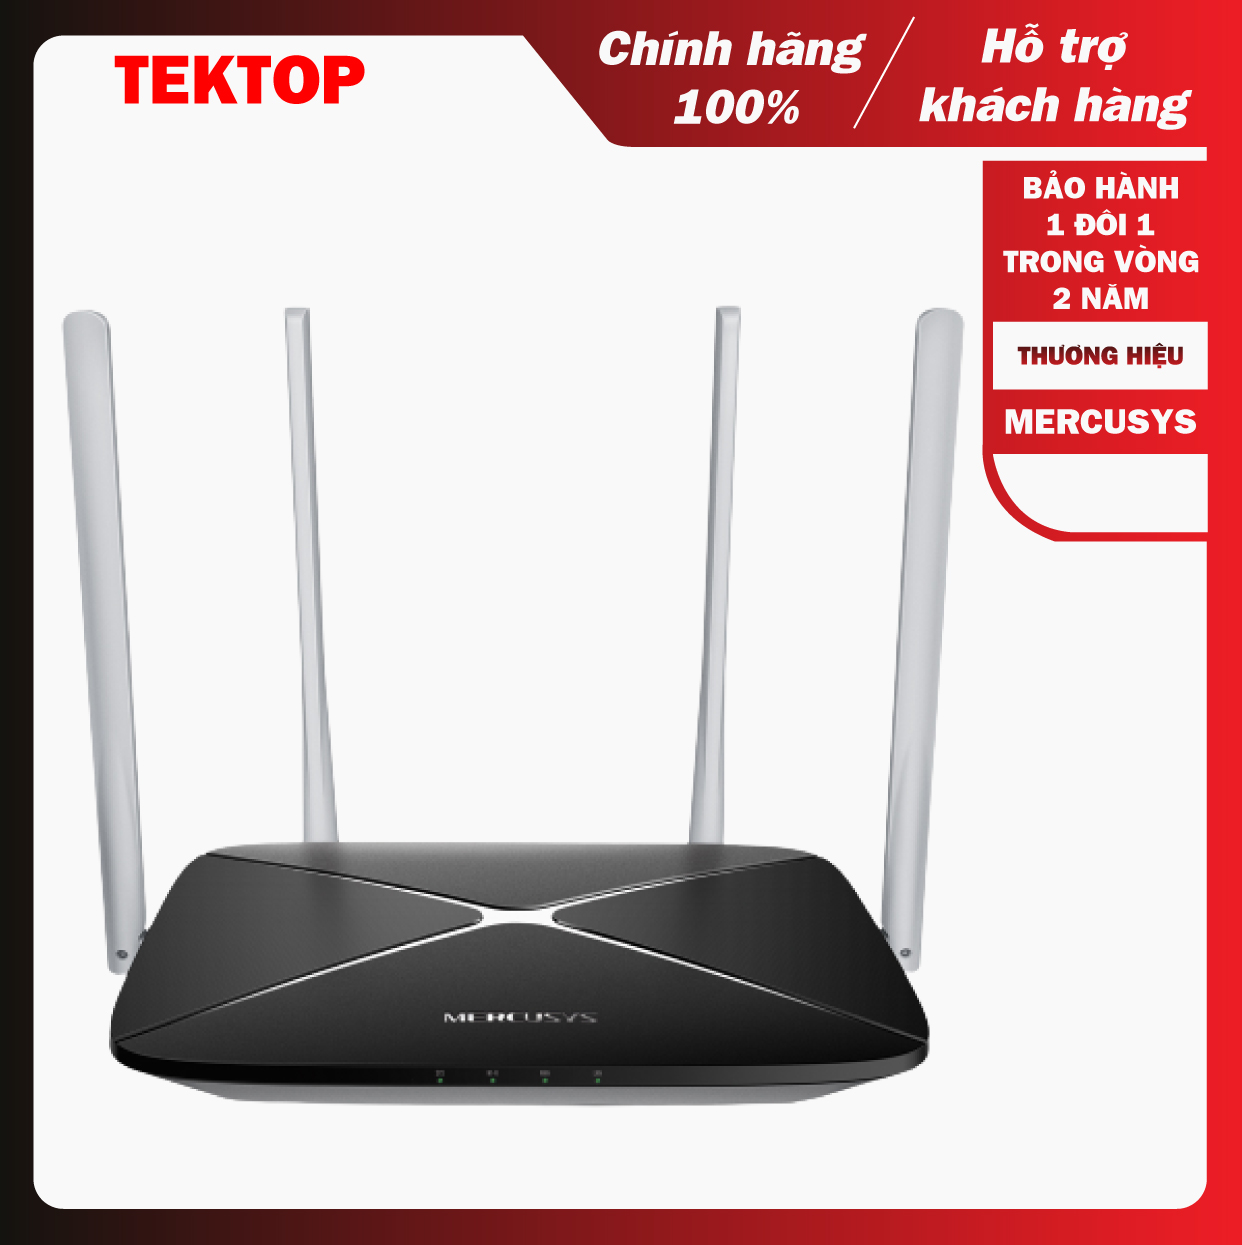 TEKTOP
Chính hãng
100%
Hỗ trợ
khách hàng
BẢO HÀNH
1 ĐÔI 1
TRONG VÒNG
2 NĂM
THƯƠNG HIỆU
MERCUSYS
MERCUSYS